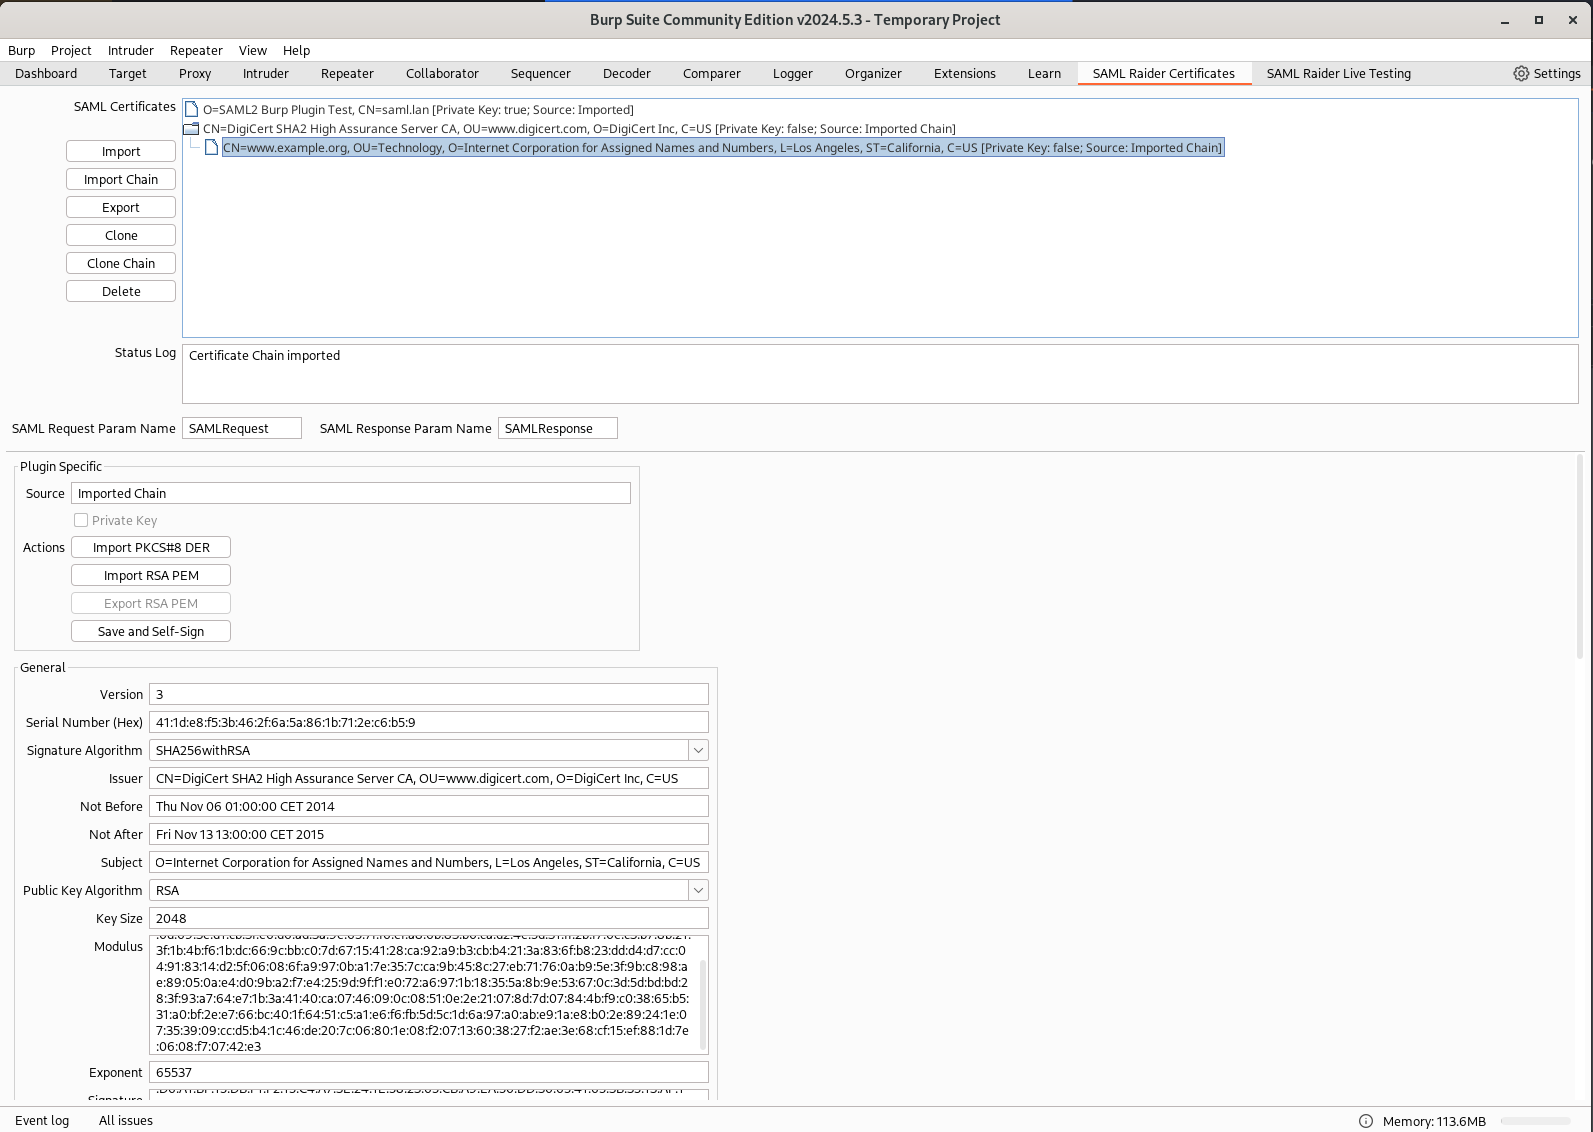 Burp Suite Community Edition v2024.5.3 - Temporary Project
Burp Project Intruder Repeater View Help
Dashboard Target Proxy Intruder Repeater Collaborator Sequencer Decoder Comparer Logger Organizer Extensions Learn SAML Raider Certificates SAML Raider Live Testing Settings
SAML Certificates
O=SAML2 Burp Plugin Test, CN=saml.lan [Private Key: true; Source: Imported]
CN=DigiCert SHA2 High Assurance Server CA, OU=www.digicert.com, O=DigiCert Inc, C=US [Private Key: false; Source: Imported Chain]
CN=www.example.org, OU=Technology, O=Internet Corporation for Assigned Names and Numbers, L=Los Angeles, ST=California, C=US [Private Key: false; Source: Imported Chain]
Import
Import Chain
Export
Clone
Clone Chain
Delete
Status Log Certificate Chain imported
SAML Request Param Name SAMLRequest SAML Response Param Name SAMLResponse
Plugin Specific
Source Imported Chain
Private Key
Actions Import PKCS#8 DER
Import RSA PEM
Export RSA PEM
Save and Self-Sign
General
Version 3
Serial Number (Hex) 41:1d:e8:f5:3b:46:2f:6a:5a:86:1b:71:2e:c6:b5:9
Signature Algorithm SHA256withRSA
Issuer CN=DigiCert SHA2 High Assurance Server CA, OU=www.digicert.com, O=DigiCert Inc, C=US
Not Before Thu Nov 06 01:00:00 CET 2014
Not After Fri Nov 13 13:00:00 CET 2015
Subject O=Internet Corporation for Assigned Names and Numbers, L=Los Angeles, ST=California, C=US
Public Key Algorithm RSA
Key Size 2048
Modulus
3f:1b:4b:f6:1b:dc:66:9c:bb:c0:7d:67:15:41:28:ca:92:a9:b3:cb:b4:21:3a:83:6f:b8:23:dd:d4:d7:cc:0
4:91:83:14:d2:5f:06:08:6f:a9:97:0b:a1:7e:35:7c:ca:9b:45:8c:27:eb:71:76:0a:b9:5e:3f:9b:c8:98:a
e:89:05:0a:e4:d0:9b:a2:f7:e4:25:9d:9f:f1:e0:72:a6:97:1b:18:35:5a:8b:9e:53:67:0c:3d:5d:bd:bd:2
8:3f:93:a7:64:e7:1b:3a:41:40:ca:07:46:09:0c:08:51:0e:2e:21:07:8d:7d:07:84:4b:f9:c0:38:65:b5:
31:a0:bf:2e:e7:66:bc:40:1f:64:51:c5:a1:e6:f6:fb:5d:5c:1d:6a:97:a0:ab:e9:1a:e8:b0:2e:89:24:1e:0
7:35:39:09:cc:d5:b4:1c:46:de:20:7c:06:80:1e:08:f2:07:13:60:38:27:f2:ae:3e:68:cf:15:ef:88:1d:7e
:06:08:f7:07:42:e3
Exponent 65537
Event log All issues Memory: 113.6MB